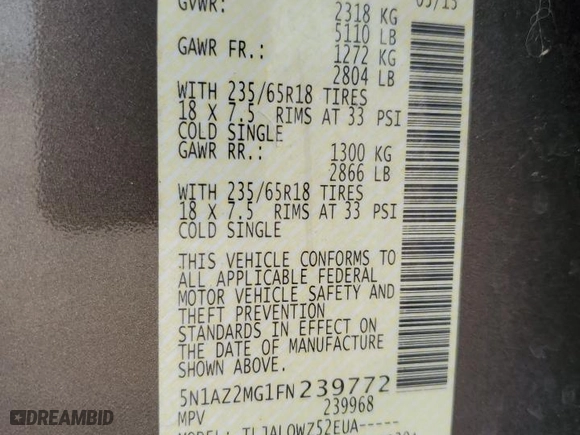 GVWR:
2318 KG
5110 LB
GAWR FR.: 1272 KG
2804 LB
WITH 235/65R18 TIRES
18 X 7.5 RIMS AT 33 PSI
COLD SINGLE
GAWR RR.: 1300 KG
2866 LB
WITH 235/65R18 TIRES
18 X 7.5 RIMS AT 33 PSI
COLD SINGLE
THIS VEHICLE CONFORMS TO
ALL APPLICABLE FEDERAL
MOTOR VEHICLE SAFETY AND
THEFT PREVENTION
STANDARDS IN EFFECT ON
THE DATE OF MANUFACTURE
SHOWN ABOVE.
5N1AZ2MG1FN239772
MPV 239968
DREAMBID